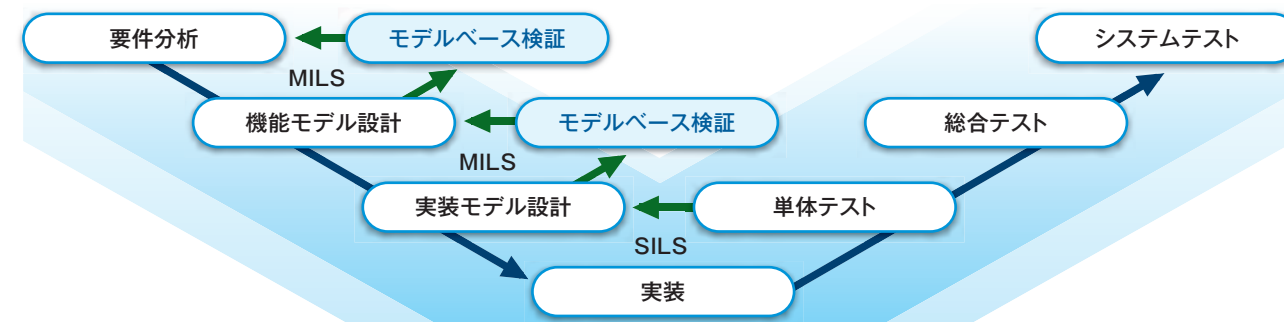 要件分析
モデルベース検証
システムテスト
MILS
機能モデル設計
モデルベース検証
総合テスト
MILS
実装モデル設計
単体テスト
SILS
実装